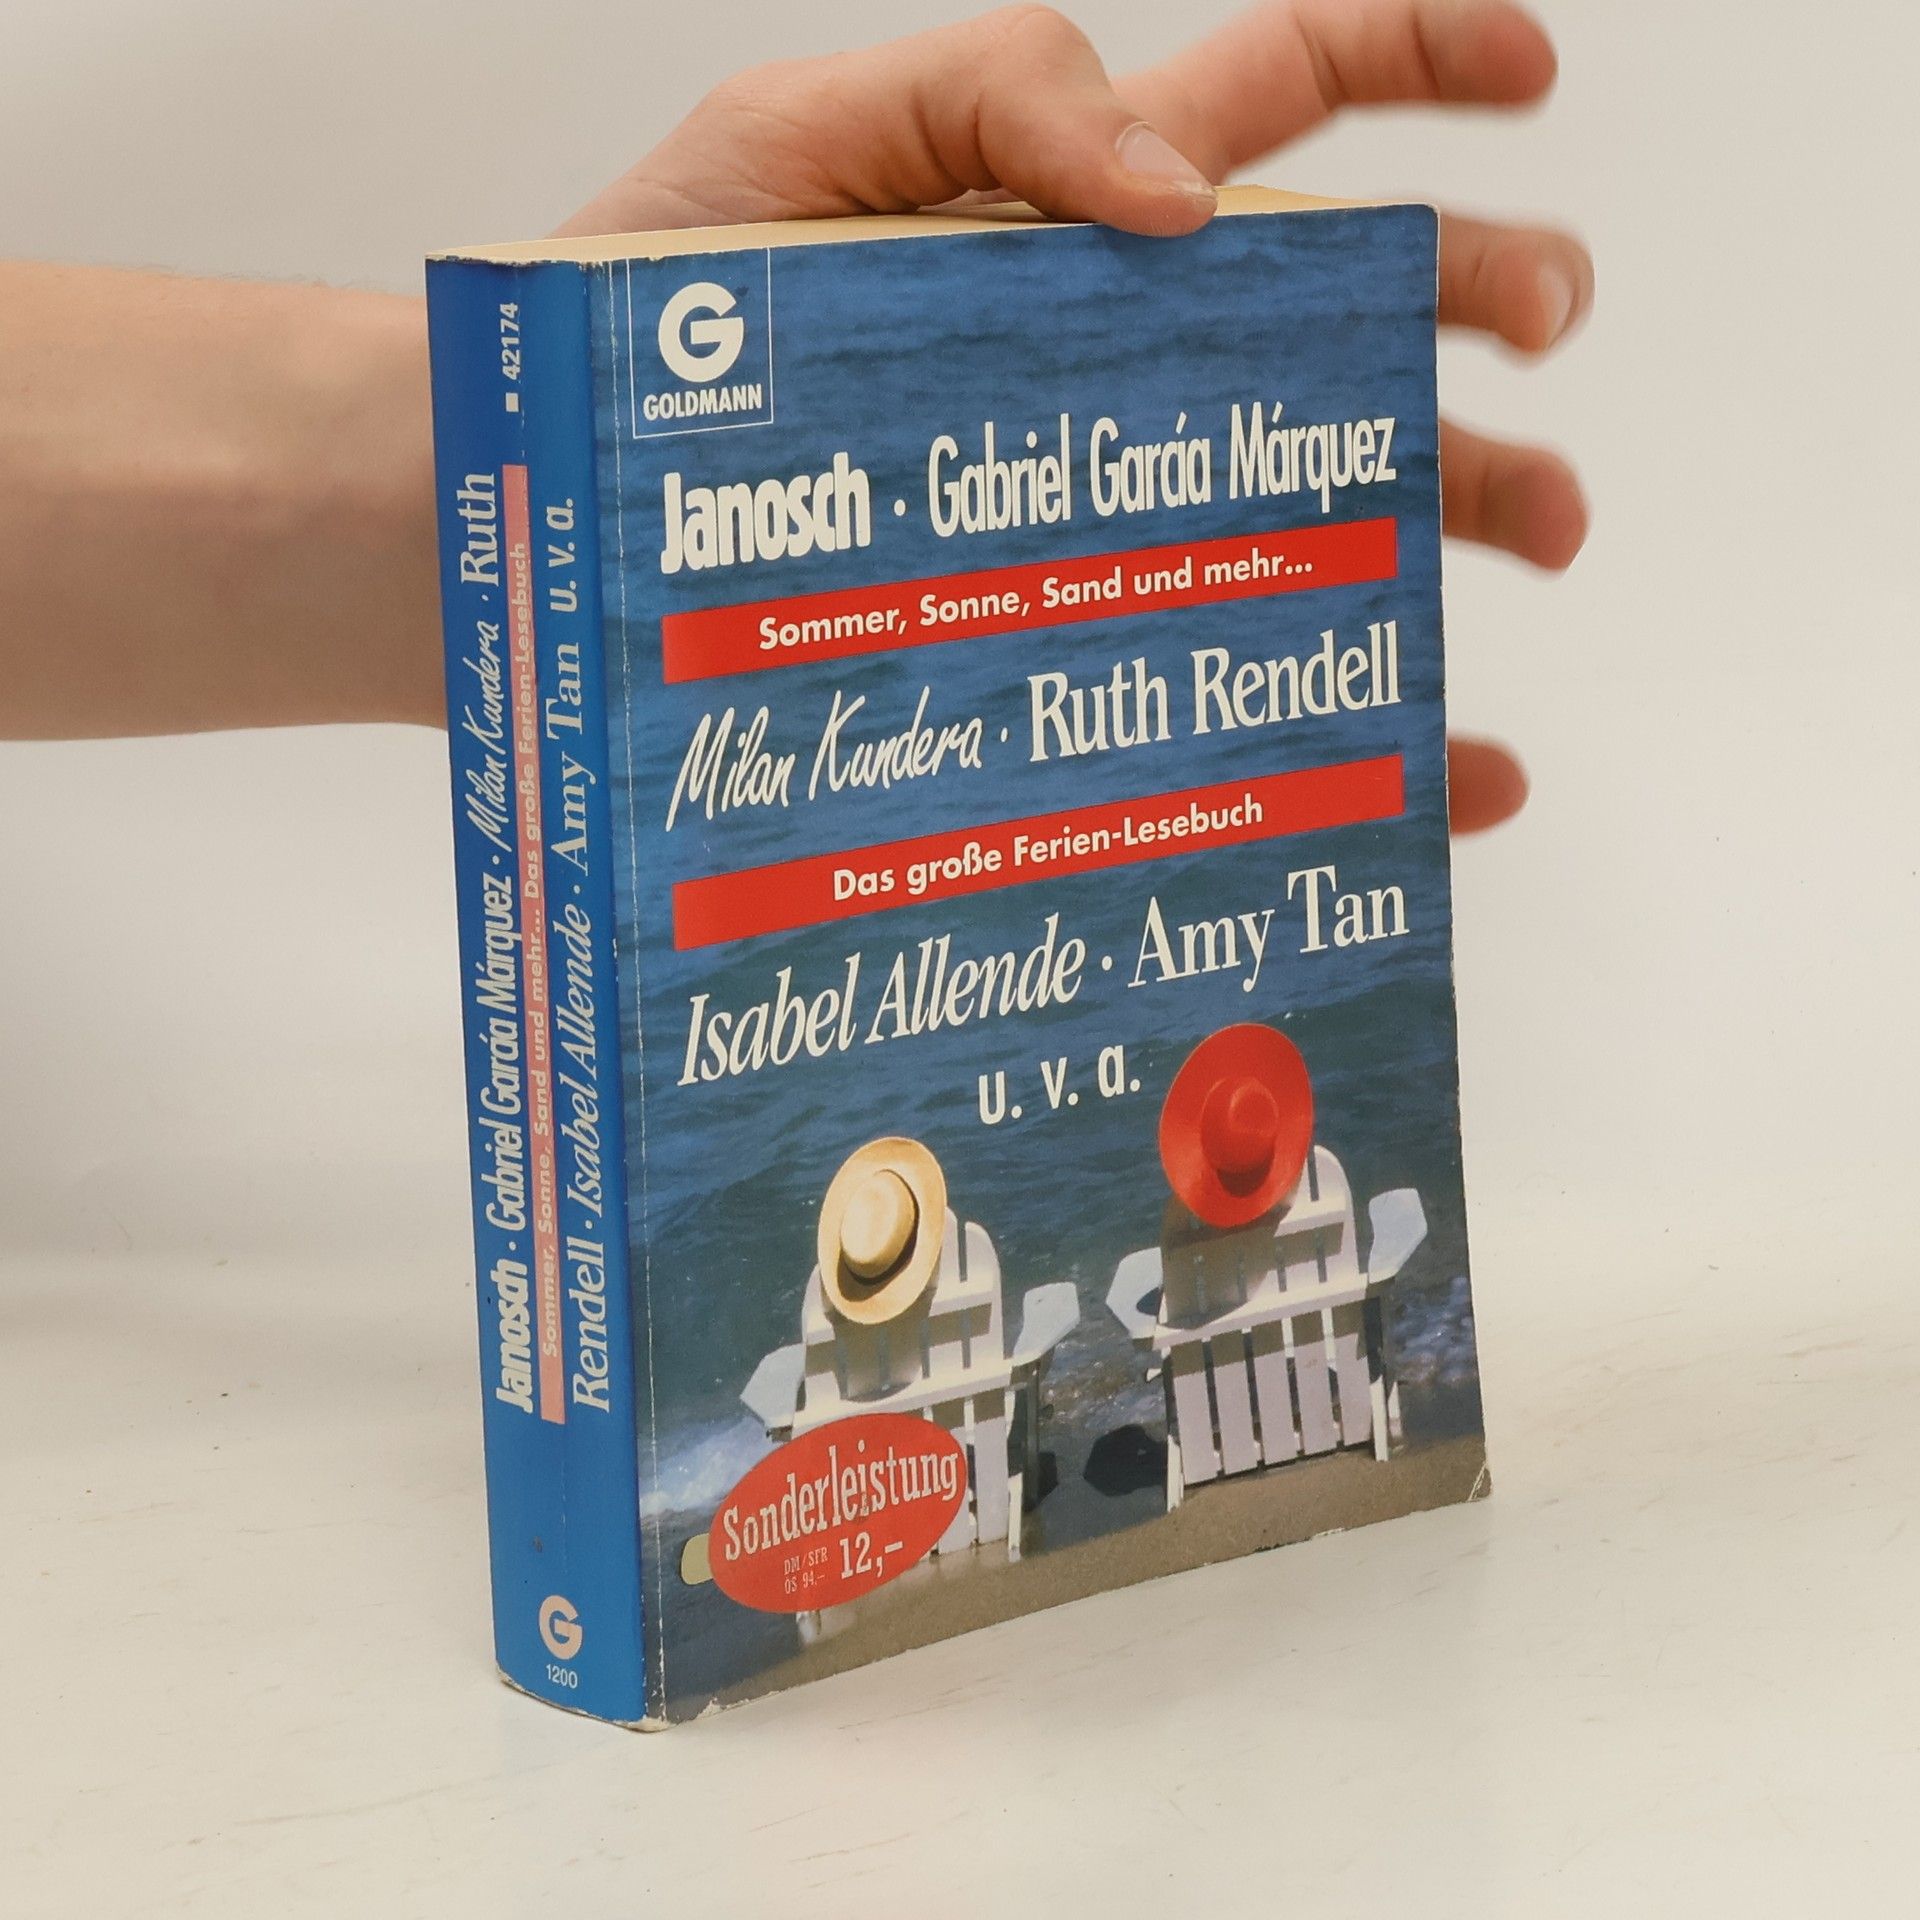 G
GOLDMANN
Janosch · Gabriel García Márquez
Sommer, Sonne, Sand und mehr...
Milan Kundera · Ruth Rendell
Das große Ferien-Lesebuch
Isabel Allende · Amy Tan
u. v. a.
Sonderleistung
DM/SFR
ÖS 94,– 12,–
Janosch · Gabriel García Márquez · Milan Kundera · Ruth
Sommer, Sonne, Sand und mehr... Das große Ferien-Lesebuch
Rendell · Isabel Allende · Amy Tan u. v. a.
42174
G
1200